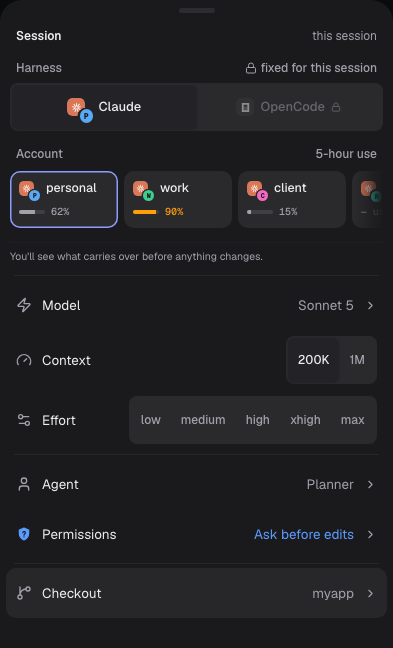 Session this session
Harness fixed for this session
P Claude OpenCode
Account 5-hour use
P personal W work C client
62% 90% 15%
You'll see what carries over before anything changes.
Model Sonnet 5
Context 200K 1M
Effort low medium high xhigh max
Agent Planner
? Permissions Ask before edits
Checkout myapp